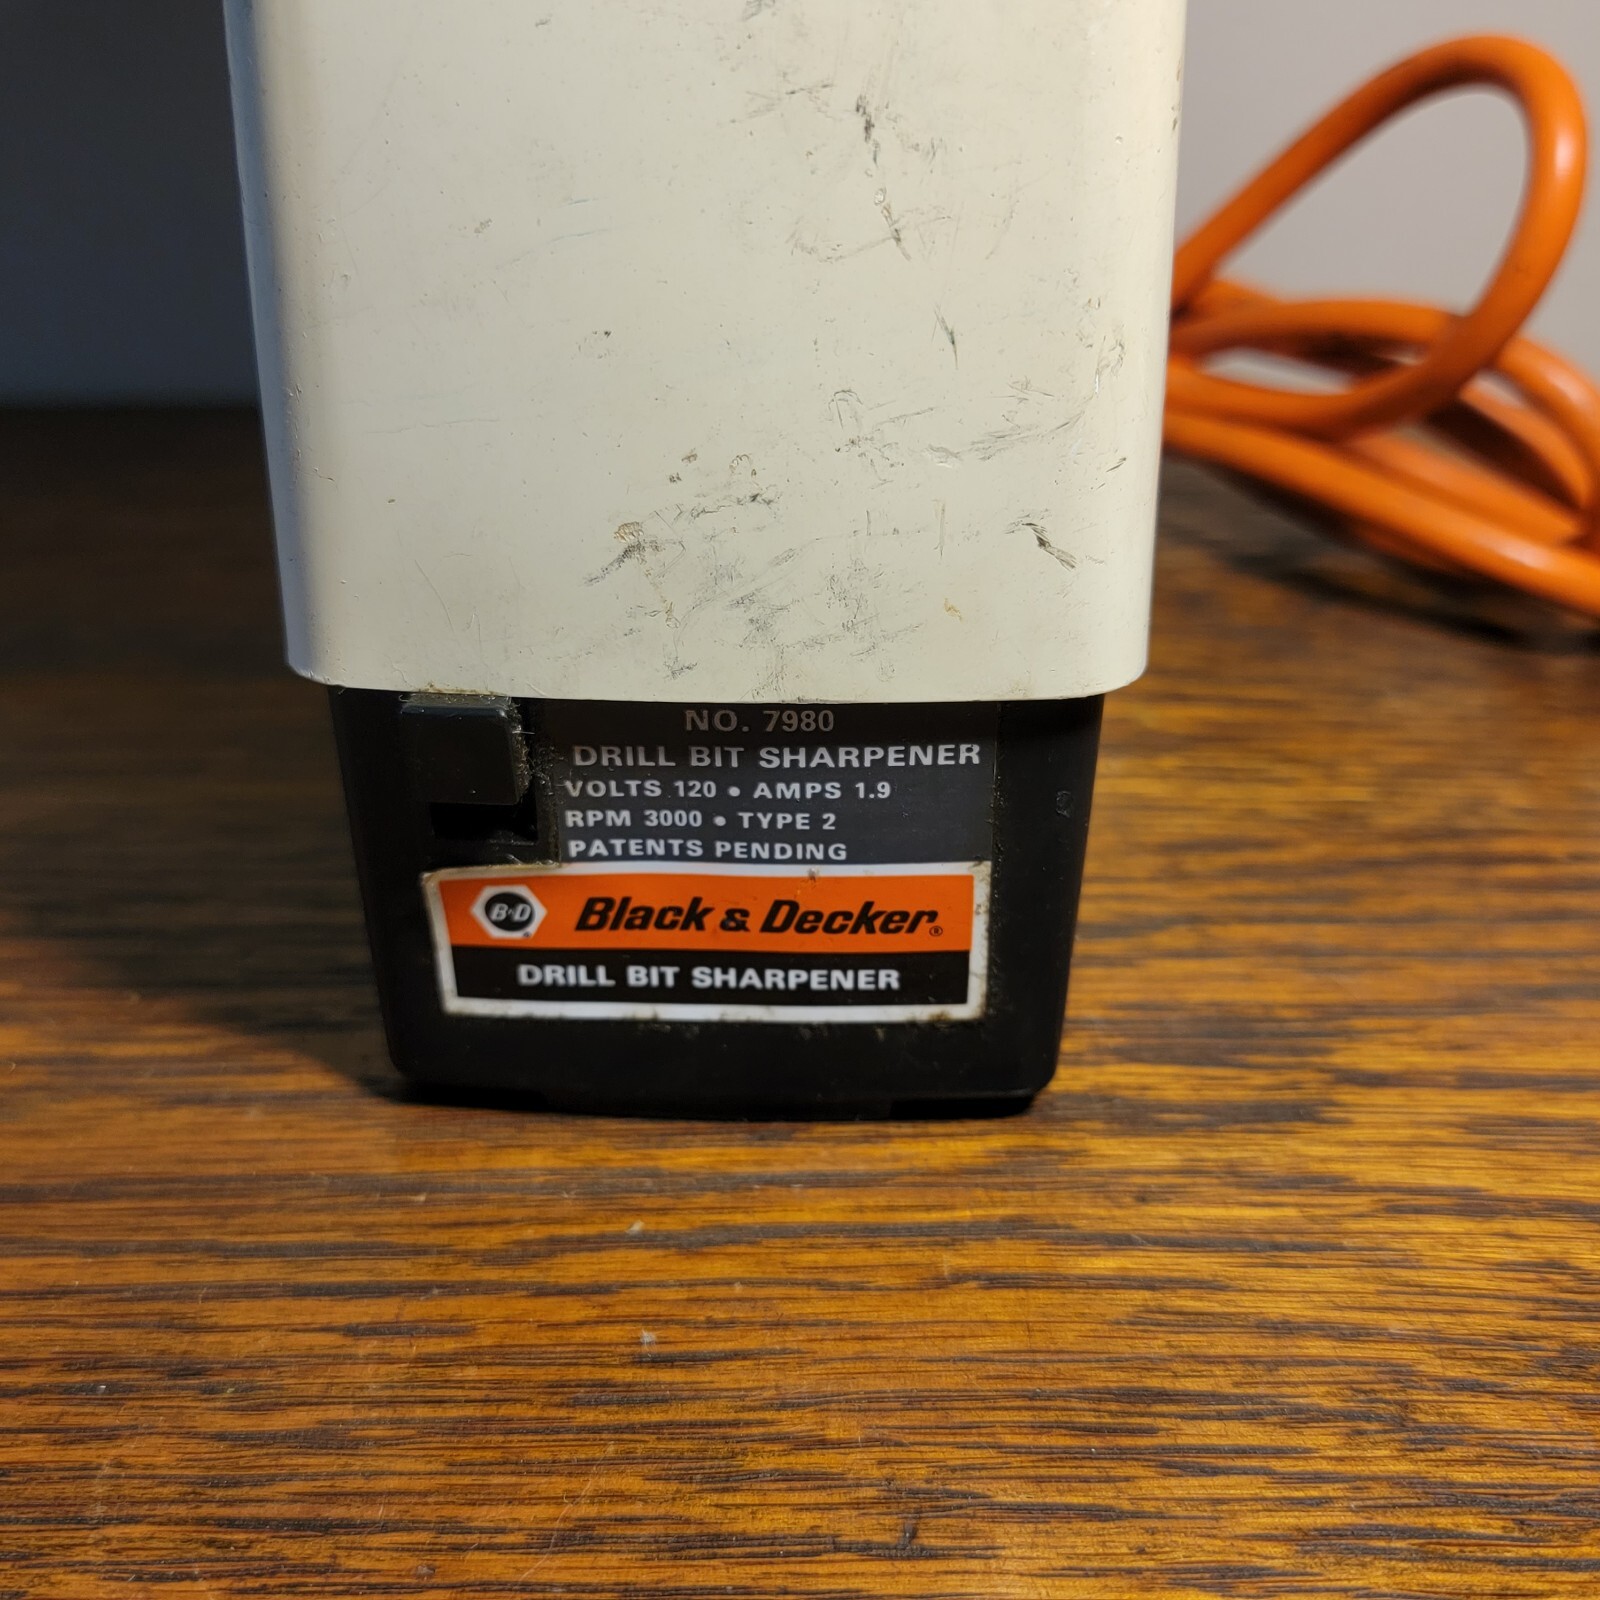 NO. 7980
DRILL BIT SHARPENER
VOLTS 120 • AMPS 1.9
RPM 3000 • TYPE 2
PATENTS PENDING
B&D Black & Decker®
DRILL BIT SHARPENER